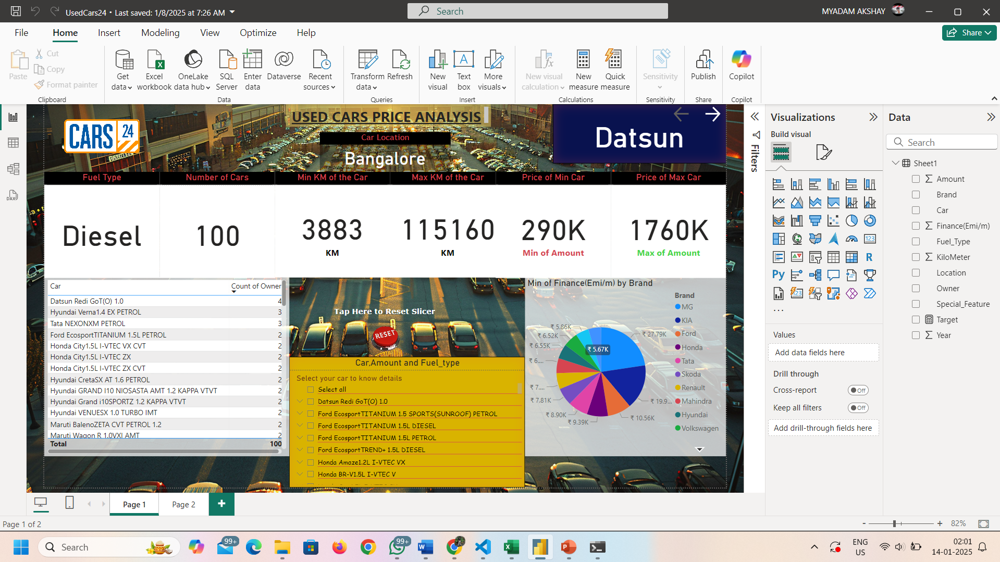 UsedCars24 • Last saved: 1/8/2025 at 7:26 AM
Search
MYADAM AKSHAY
File Home Insert Modeling View Optimize Help
Share
Paste
Cut
Copy
Format painter
Clipboard
Get data
Excel workbook
OneLake data hub
SQL Server
Enter data
Dataverse
Recent sources
Data
Transform data
Refresh
Queries
New visual
Text box
More visuals
Insert
New visual calculation
New measure
Quick measure
Calculations
Sensitivity
Sensitivity
Publish
Share
Copilot
Copilot
CARS 24
USED CARS PRICE ANALYSIS
Car Location
Bangalore
Datsun
Fuel Type
Number of Cars
Min KM of the Car
Max KM of the Car
Price of Min Car
Price of Max Car
Diesel
100
3883
KM
115160
KM
290K
Min of Amount
1760K
Max of Amount
Car Count of Owner
Datsun Redi GoT(O) 1.0 4
Hyundai Verna1.4 EX PETROL 3
Tata NEXONXM PETROL 3
Ford EcosportTITANIUM 1.5L PETROL 2
Honda City1.5L I-VTEC VX CVT 2
Honda City1.5L I-VTEC ZX 2
Honda City1.5L I-VTEC ZX CVT 2
Hyundai CretaSX AT 1.6 PETROL 2
Hyundai GRAND I10 NIOSASTA AMT 1.2 KAPPA VTVT 2
Hyundai Grand i10SPORTZ 1.2 KAPPA VTVT 2
Hyundai VENUESX 1.0 TURBO IMT 2
Maruti BalenoZETA CVT PETROL 1.2 2
Maruti Wagon R 1.0VXI AMT 2
Total 100
Tap Here to Reset Slicer
RESET
Car,Amount and Fuel_type
Select your car to know details
Select all
Datsun Redi GoT(O) 1.0
Ford EcosportTITANIUM 1.5 SPORTS(SUNROOF) PETROL
Ford EcosportTITANIUM 1.5L DIESEL
Ford EcosportTITANIUM 1.5L PETROL
Ford EcosportTREND+ 1.5L DIESEL
Honda Amaze1.2L I-VTEC VX
Honda BR-V1.5L I-VTEC V
Min of Finance(Emi/m) by Brand
₹ 5.86K
₹ 6.52K
₹ 6.55K
₹ 6....
₹ 7....
₹ 7.81K
₹ 8.90K
₹ 9.39K
₹ 10.56K
₹ 19.9...
₹ 27.79K
₹ 5.67K
Brand
MG
KIA
Ford
Honda
Tata
Skoda
Renault
Mahindra
Hyundai
Volkswagen
Filters
Visualizations
Build visual
123
R
Py
123
...
Values
Add data fields here
Drill through
Cross-report Off
Keep all filters Off
Add drill-through fields here
Data
Search
Sheet1
Amount
Brand
Car
Finance(Emi/m)
Fuel_Type
KiloMeter
Location
Owner
Special_Feature
Target
Year
Page 1
Page 2
+
Page 1 of 2
- + 82%
Search
99+
99+
ENG
US
02:01
14-01-2025